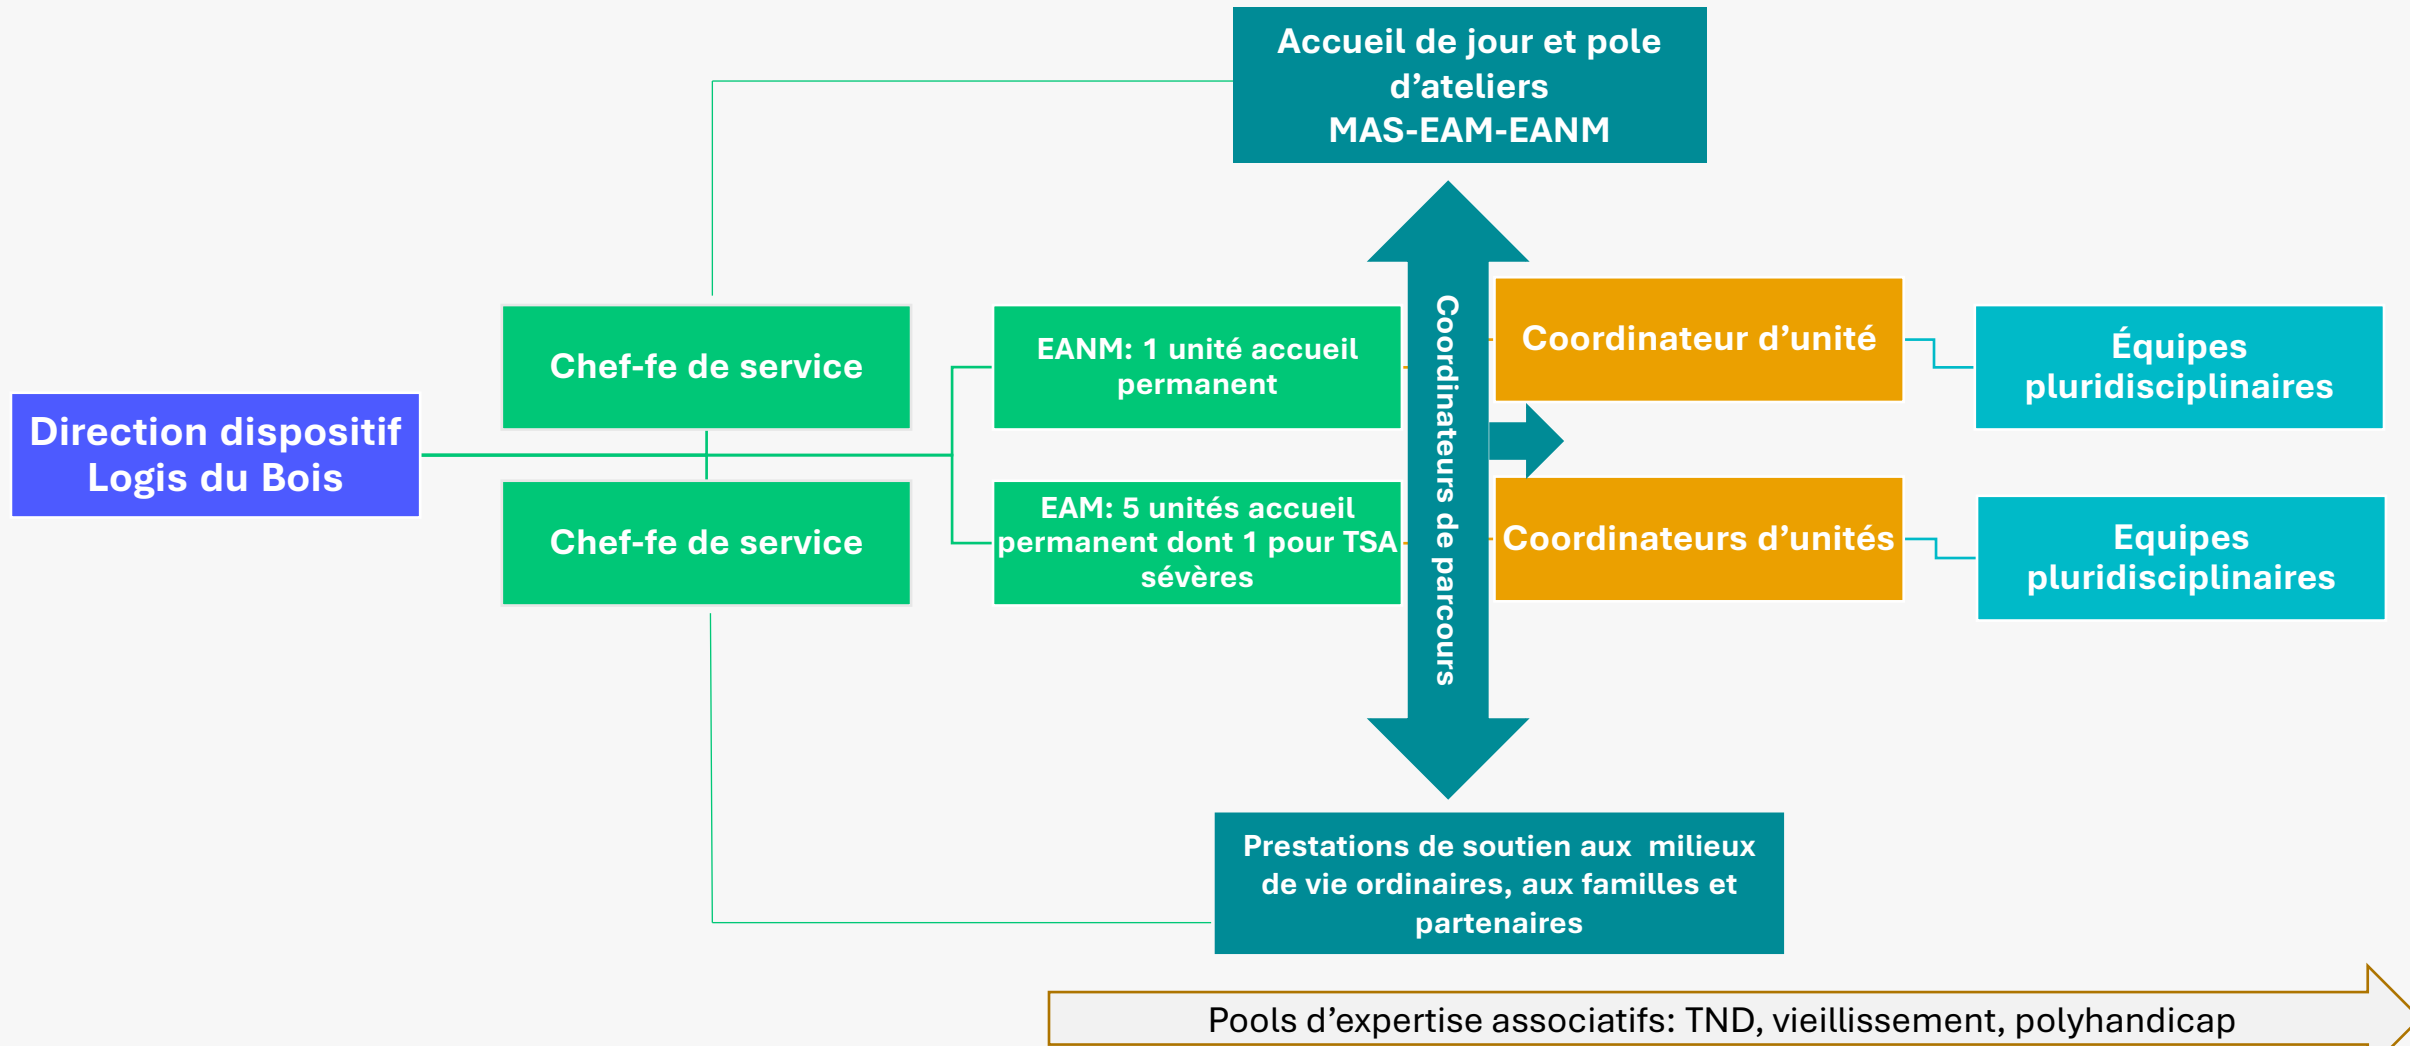 Accueil de jour et pole
d’ateliers
MAS-EAM-EANM
Direction dispositif
Logis du Bois
Chef-fe de service
Chef-fe de service
EANM: 1 unité accueil
permanent
EAM: 5 unités accueil
permanent dont 1 pour TSA
sévères
Coordinateurs de parcours
Coordinateur d’unité
Coordinateurs d’unités
Équipes
pluridisciplinaires
Equipes
pluridisciplinaires
Prestations de soutien aux milieux
de vie ordinaires, aux familles et
partenaires
Pools d’expertise associatifs: TND, vieillissement, polyhandicap